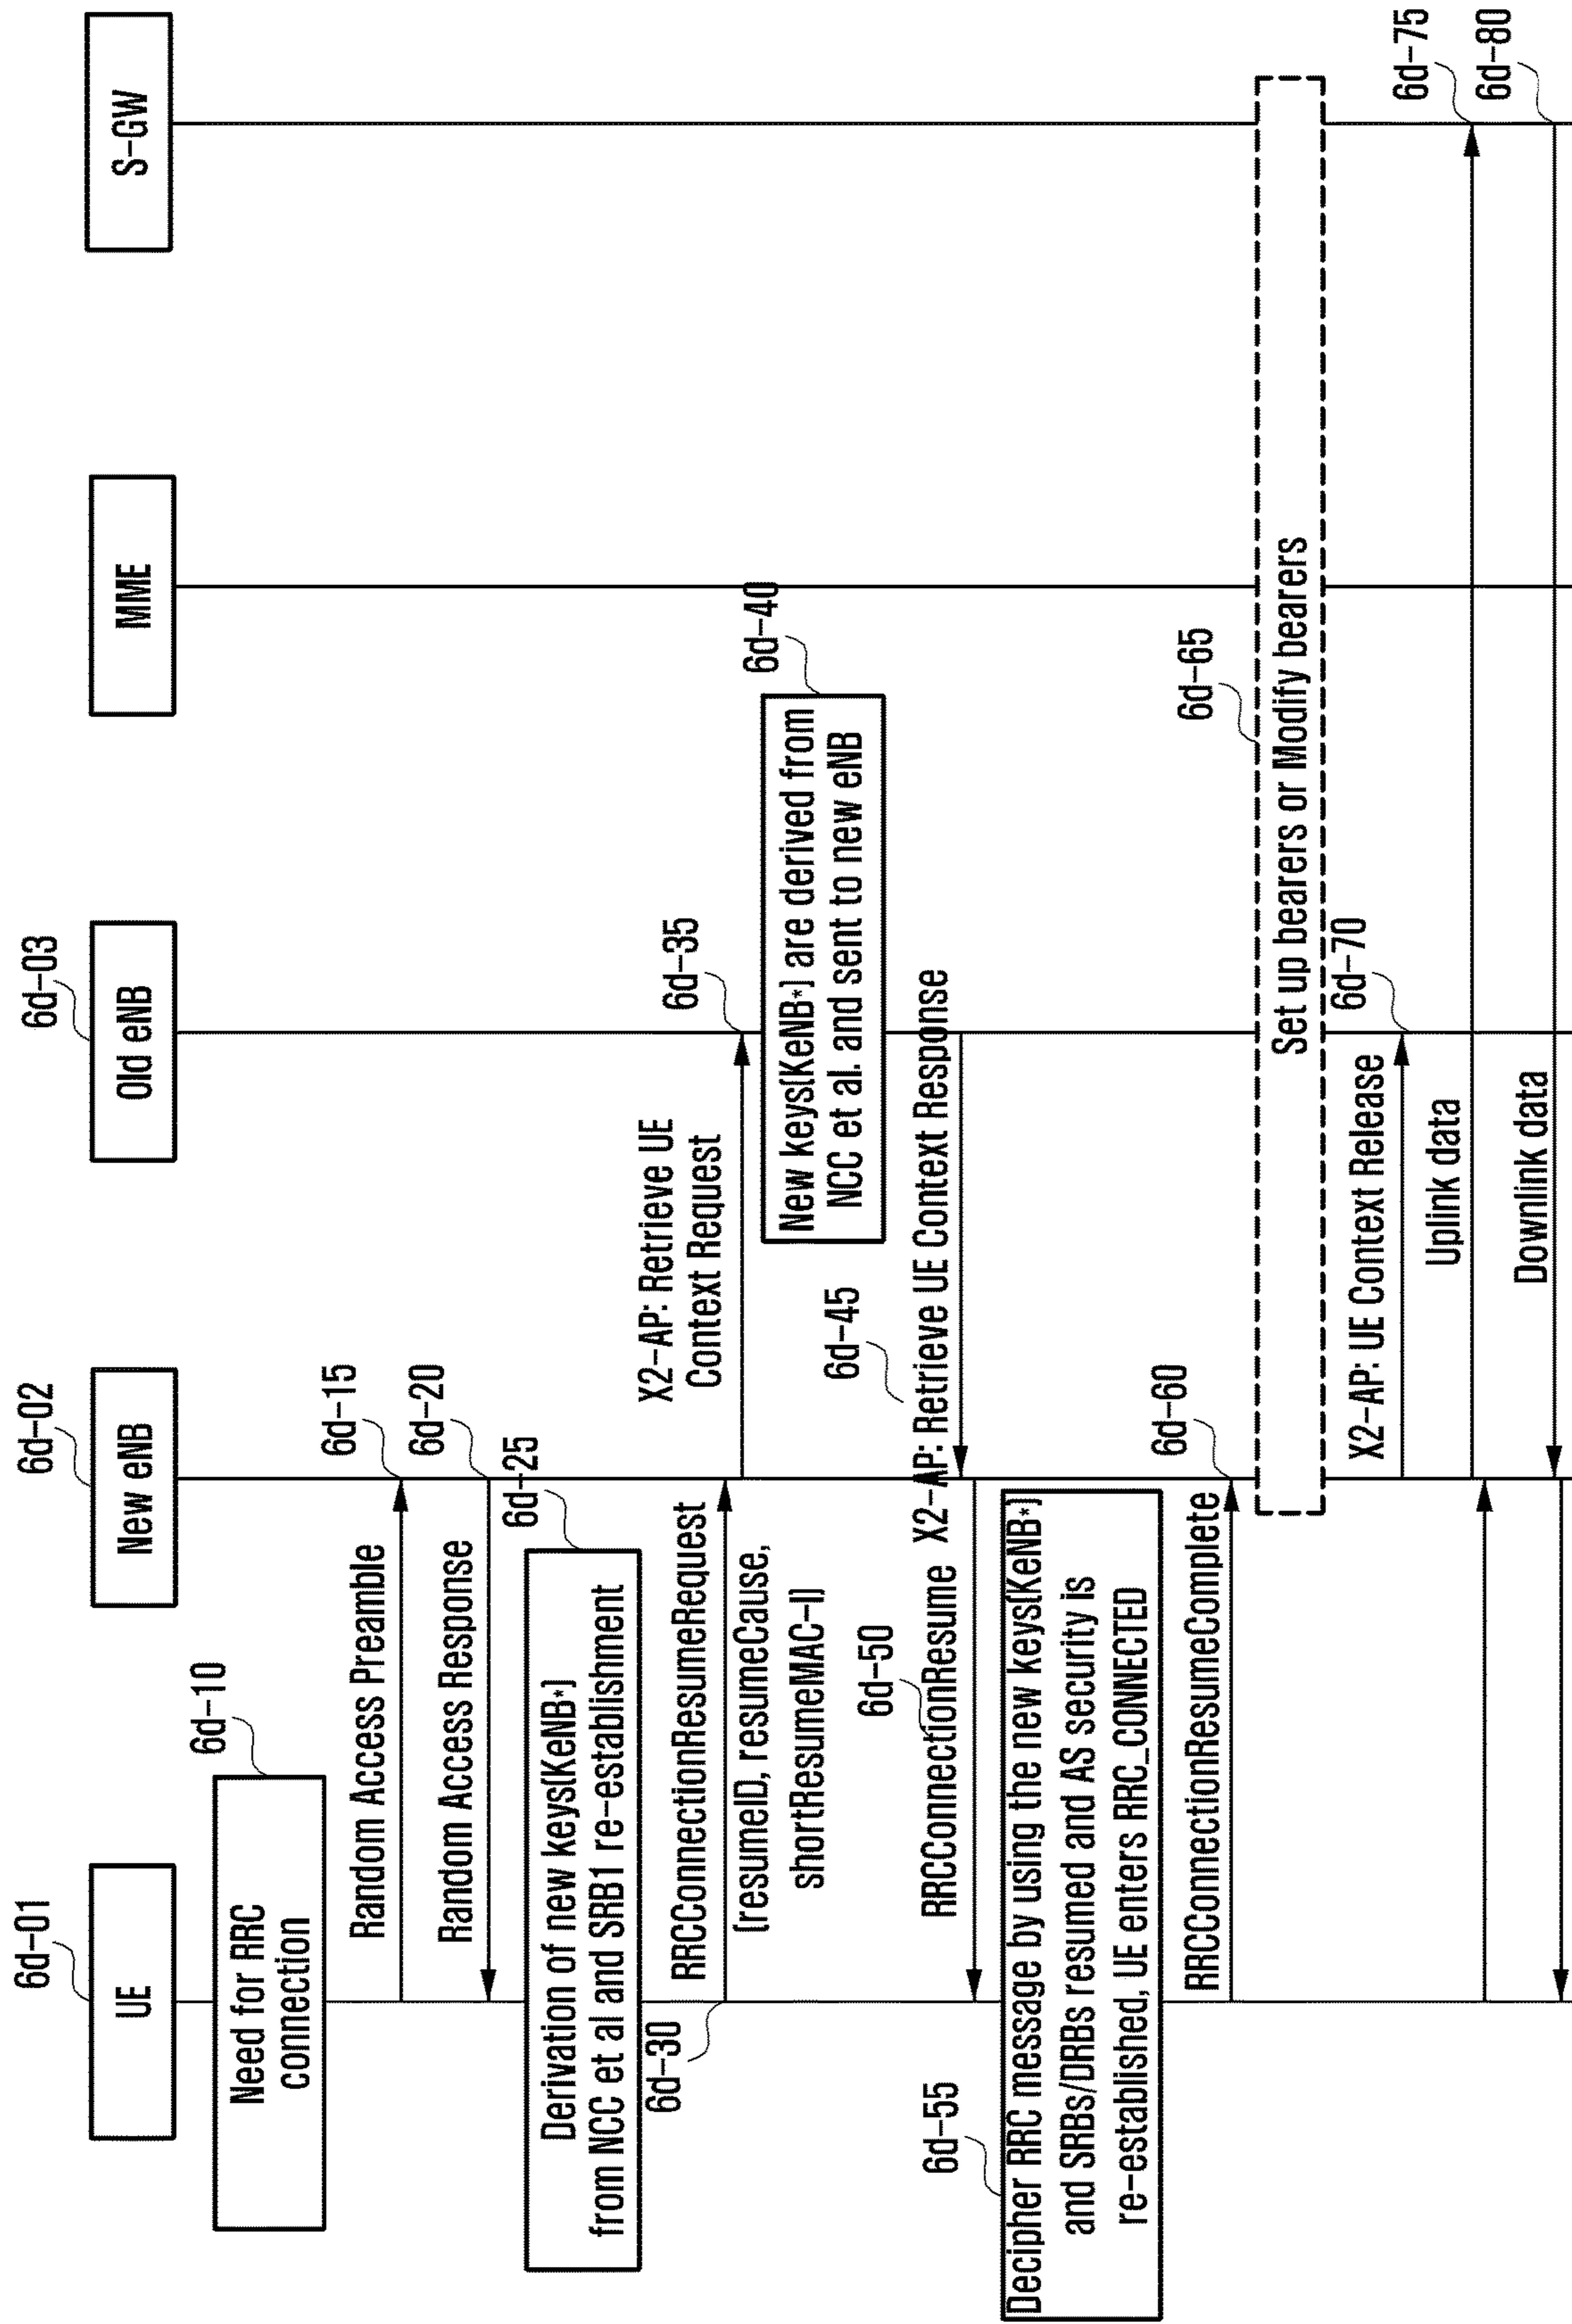 6d-01
6d-02
6d-03
UE
New eNB
Old eNB
MME
S-GW
6d-10
Need for RRC
connection
6d-15
Random Access Preamble
6d-20
Random Access Response
6d-25
Derivation of new keys(KeNB*)
from NCC et al and SRB1 re-establishment
6d-30
RRCConnectionResumeRequest
(resumeID, resumeCause,
shortResumeMAC-I)
X2-AP: Retrieve UE
Context Request
6d-35
6d-40
New keys(KeNB*) are derived from
NCC et al. and sent to new eNB
6d-45
X2-AP: Retrieve UE Context Response
6d-50
RRCConnectionResume
6d-55
Decipher RRC message by using the new keys(KeNB*)
and SRBs/DRBs resumed and AS security is
re-established, UE enters RRC_CONNECTED
6d-60
RRCConnectionResumeComplete
6d-65
Set up bearers or Modify bearers
6d-70
X2-AP: UE Context Release
6d-75
Uplink data
6d-80
Downlink data